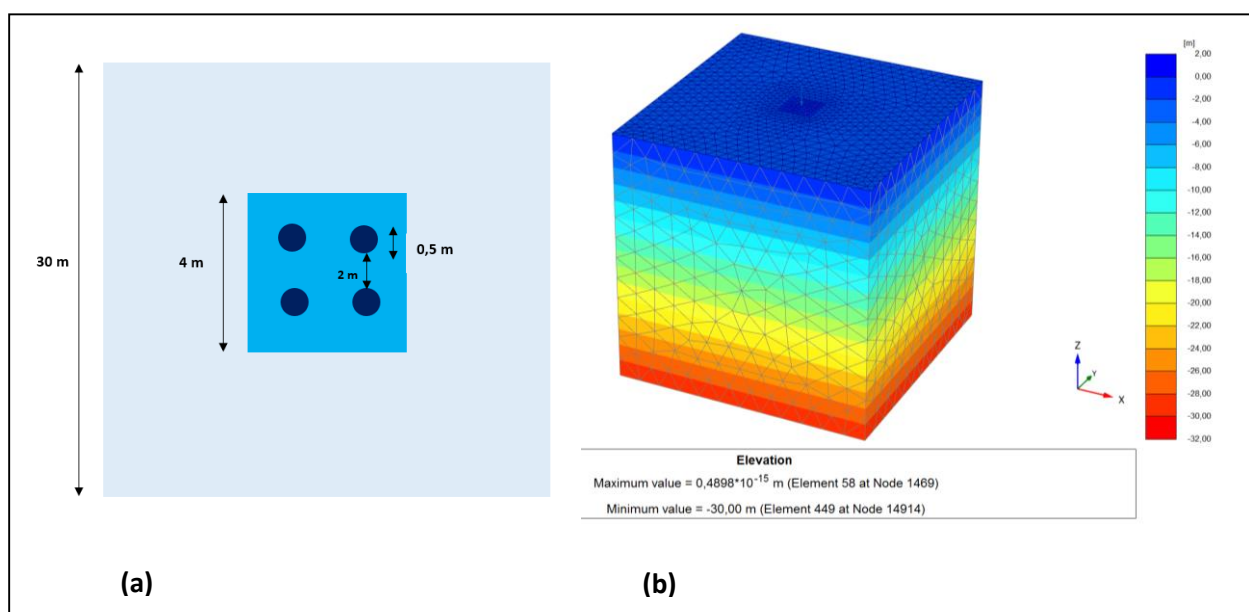 30 m
4 m
0,5 m
2 m
(a)
[m]
2,00
0,00
-2,00
-4,00
-6,00
-8,00
-10,00
-12,00
-14,00
-16,00
-18,00
-20,00
-22,00
-24,00
-26,00
-28,00
-30,00
-32,00
Z
Y
X
Elevation
Maximum value = 0,4898*10-15 m (Element 58 at Node 1469)
Minimum value = -30,00 m (Element 449 at Node 14914)
(b)